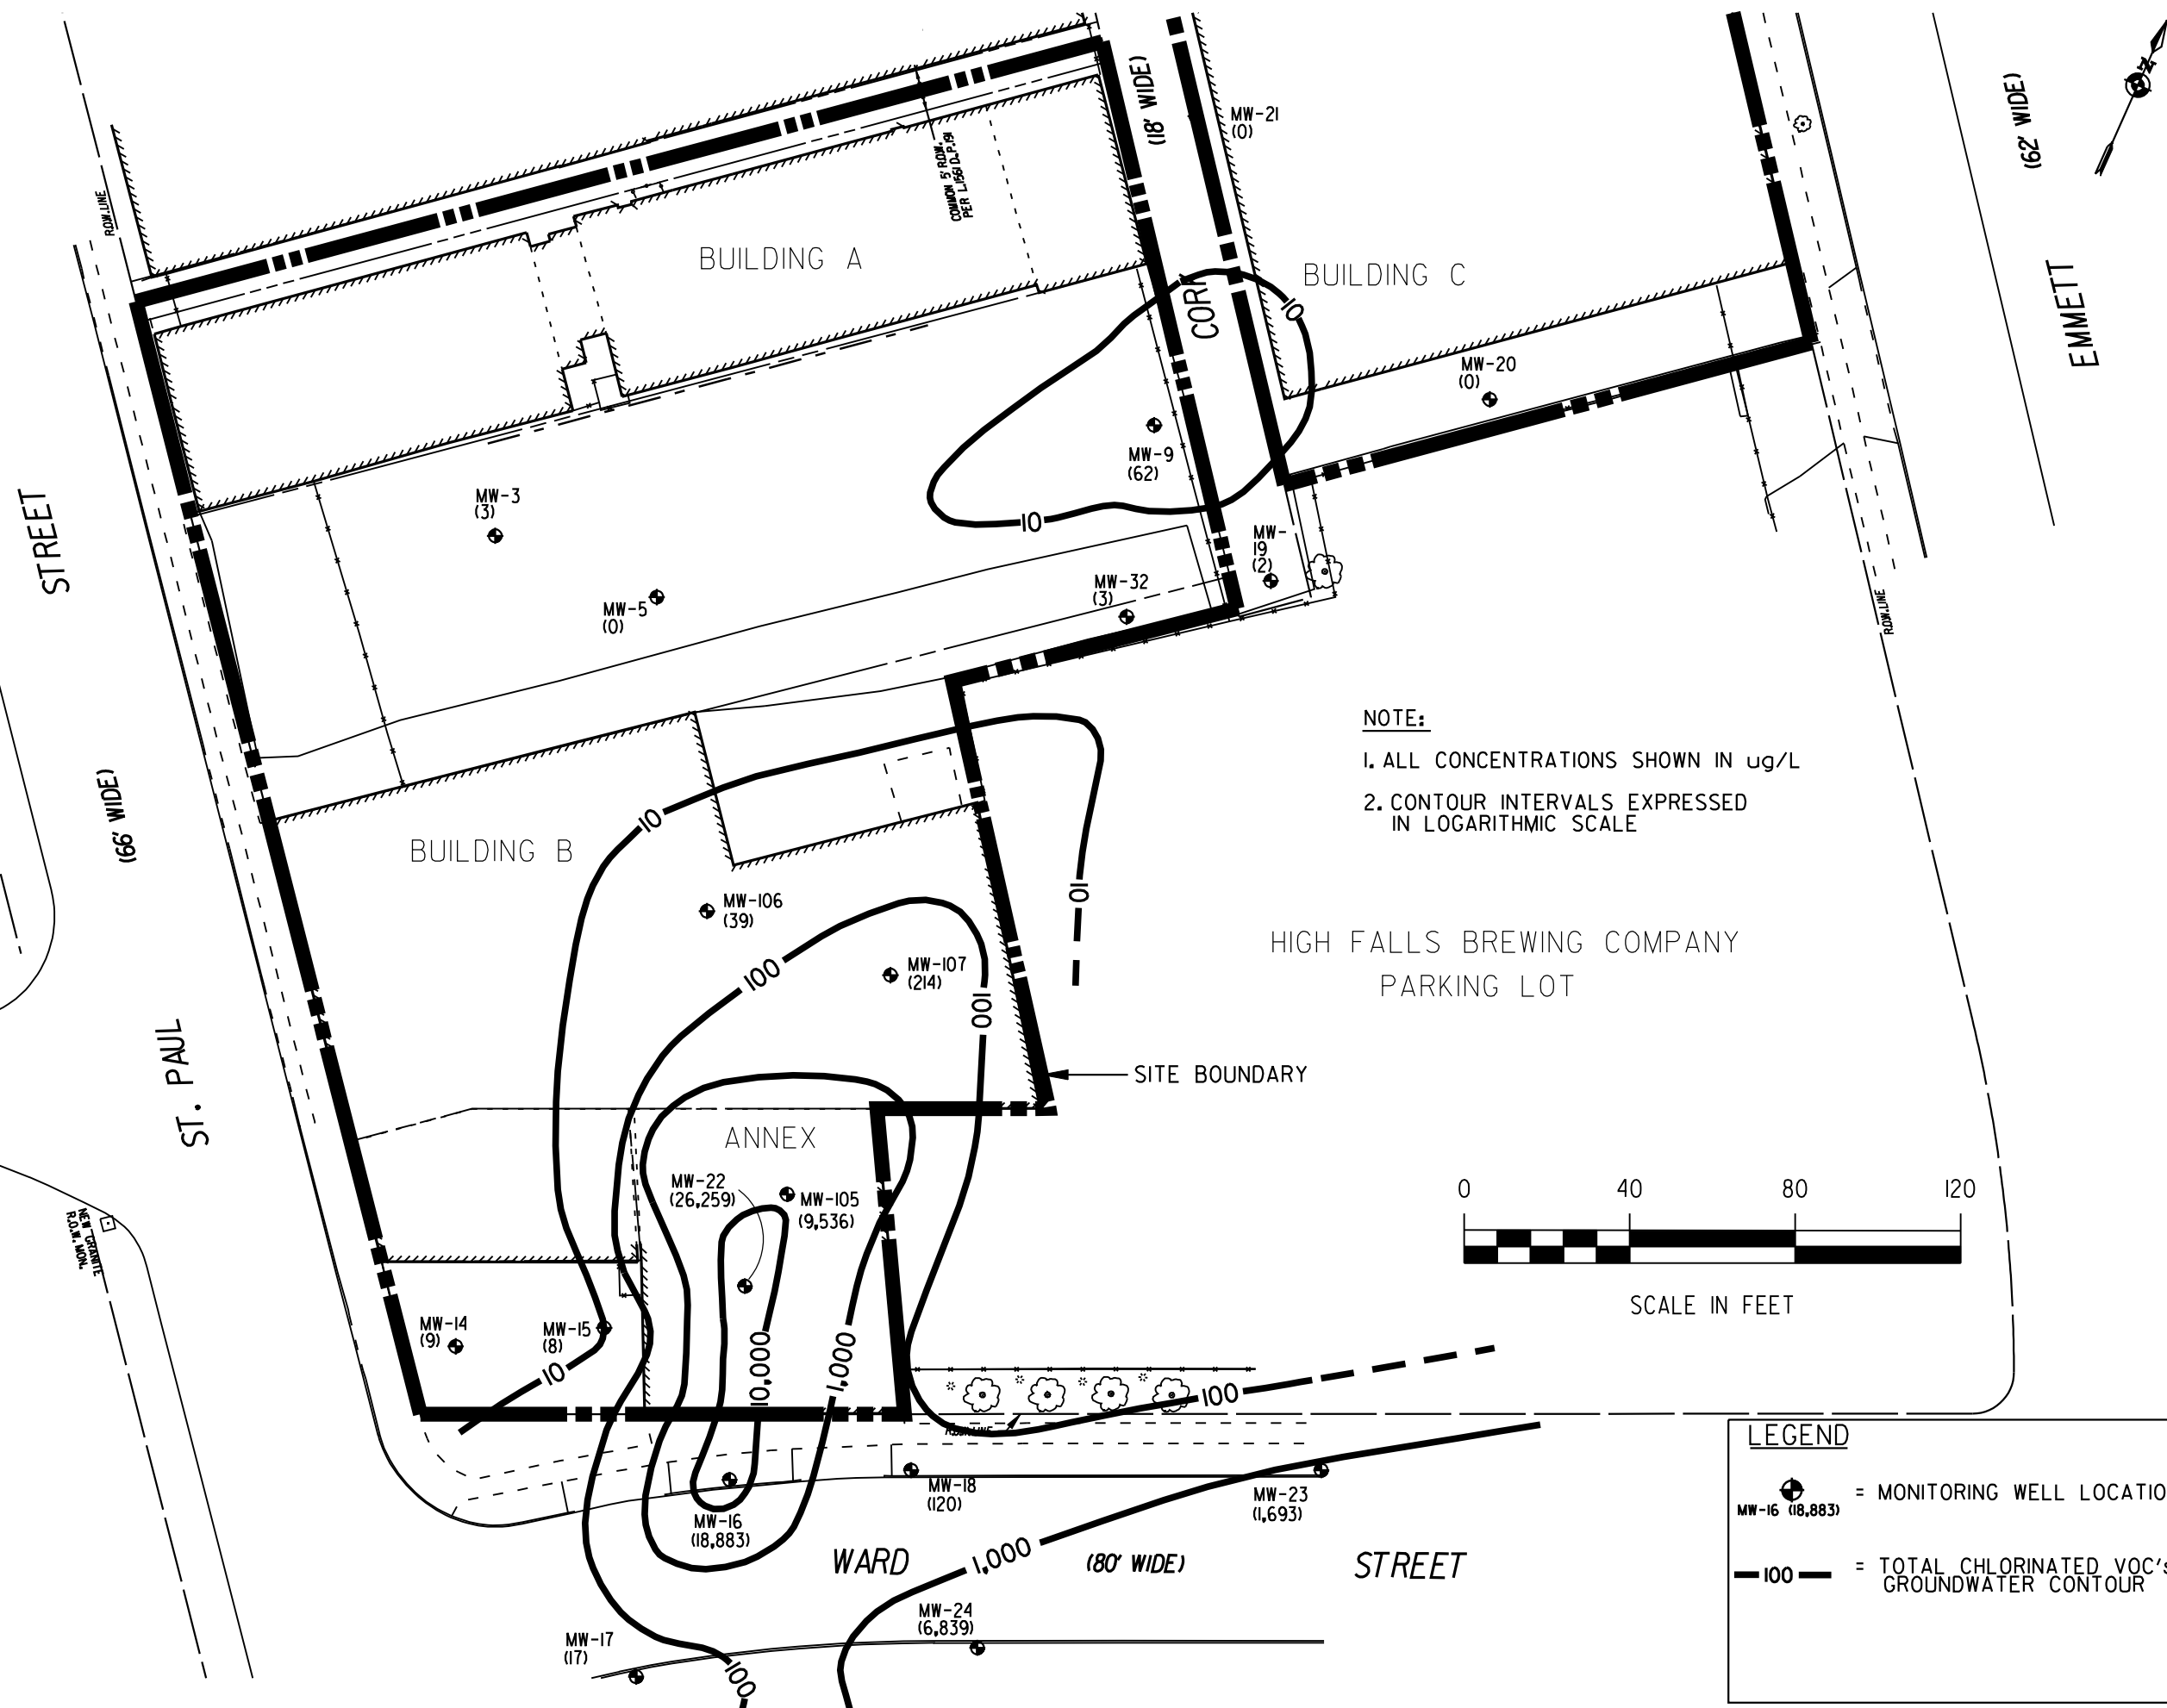 (18' WIDE)
MW-21
(0)
(62' WIDE)
N
COMMON 5' R.O.W.
PER L.1561 D.P.191
R.O.W. LINE
BUILDING A
BUILDING C
CORK
10
EMMETT
MW-20
(0)
MW-9
(62)
MW-3
(3)
STREET
10
MW-
19
(2)
MW-5
(0)
MW-32
(3)
R.O.W. LINE
NOTE:
1. ALL CONCENTRATIONS SHOWN IN ug/L
2. CONTOUR INTERVALS EXPRESSED
IN LOGARITHMIC SCALE
(66' WIDE)
10
BUILDING B
10
MW-106
(39)
HIGH FALLS BREWING COMPANY
PARKING LOT
100
MW-107
(214)
100
ST. PAUL
SITE BOUNDARY
ANNEX
MW-22
(26,259)
MW-105
(9,536)
0 40 80 120
SCALE IN FEET
NEW GRANITE
R.O.W. MON.
MW-14
(9)
MW-15
(8)
10
10,000
1,000
100
R.O.W. LINE
MW-16
(18,883)
MW-18
(120)
MW-23
(1,693)
WARD (80' WIDE) STREET
1,000
MW-24
(6,839)
MW-17
(17)
100
LEGEND
MW-16 (18,883) = MONITORING WELL LOCATIO
100 = TOTAL CHLORINATED VOC's
GROUNDWATER CONTOUR